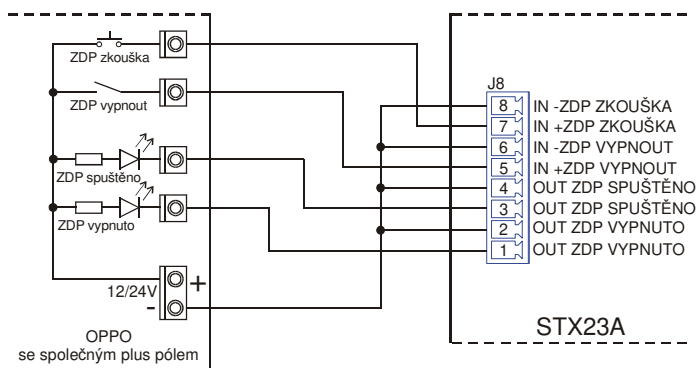 ZDP zkouška
ZDP vypnout
ZDP spuštěno
ZDP vypnuto
12/24V
+
-
OPPO
se společným plus pólem
J8
8 IN -ZDP ZKOUŠKA
7 IN +ZDP ZKOUŠKA
6 IN -ZDP VYPNOUT
5 IN +ZDP VYPNOUT
4 OUT ZDP SPUŠTĚNO
3 OUT ZDP SPUŠTĚNO
2 OUT ZDP VYPNUTO
1 OUT ZDP VYPNUTO
STX23A